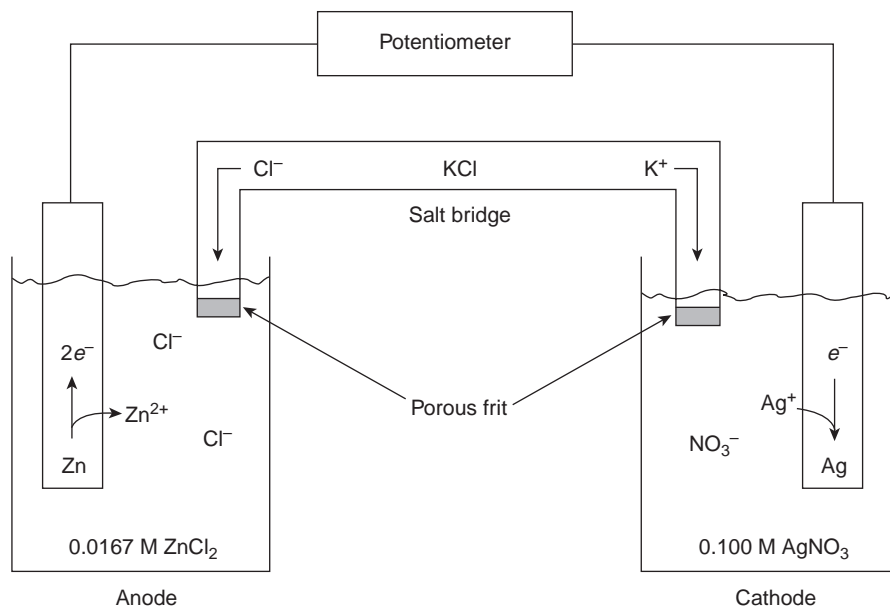 Potentiometer
Cl⁻ KCl K⁺
Salt bridge
Cl⁻
2e⁻ e⁻
Zn²⁺ Porous frit Ag⁺
Cl⁻ NO₃⁻
Zn Ag
0.0167 M ZnCl₂ 0.100 M AgNO₃
Anode Cathode